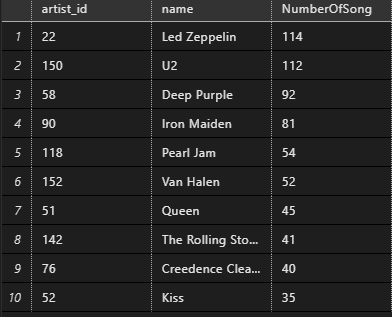 artist_id name NumberOfSong
1 22 Led Zeppelin 114
2 150 U2 112
3 58 Deep Purple 92
4 90 Iron Maiden 81
5 118 Pearl Jam 54
6 152 Van Halen 52
7 51 Queen 45
8 142 The Rolling Sto... 41
9 76 Creedence Clea... 40
10 52 Kiss 35